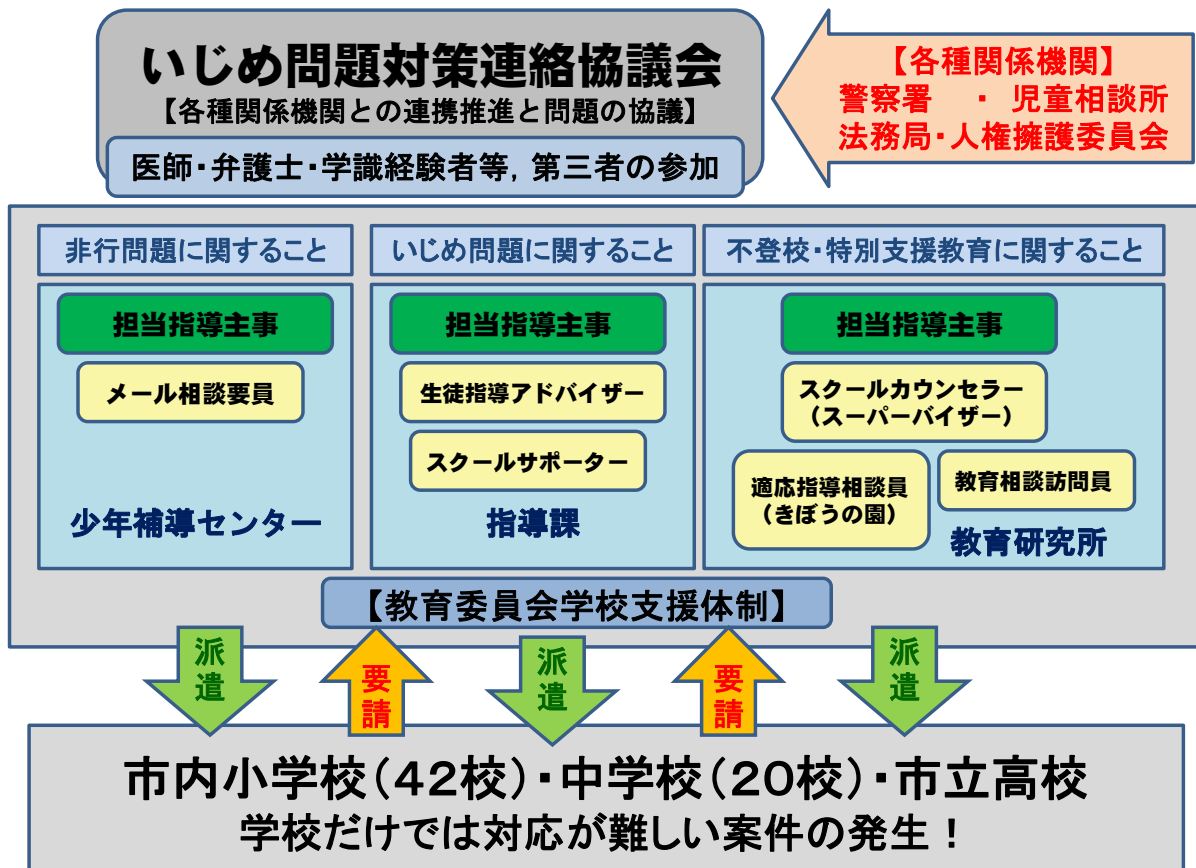 いじめ問題対策連絡協議会
【各種関係機関との連携推進と問題の協議】
医師・弁護士・学識経験者等，第三者の参加
【各種関係機関】
警察署　・ 児童相談所
法務局・人権擁護委員会
非行問題に関すること
担当指導主事
メール相談要員
少年補導センター
いじめ問題に関すること
担当指導主事
生徒指導アドバイザー
スクールサポーター
指導課
不登校・特別支援教育に関すること
担当指導主事
スクールカウンセラー
（スーパーバイザー）
適応指導相談員
（きぼうの園）
教育相談訪問員
教育研究所
【教育委員会学校支援体制】
派遣
要請
派遣
要請
派遣
市内小学校（４２校）・中学校（２０校）・市立高校
学校だけでは対応が難しい案件の発生！